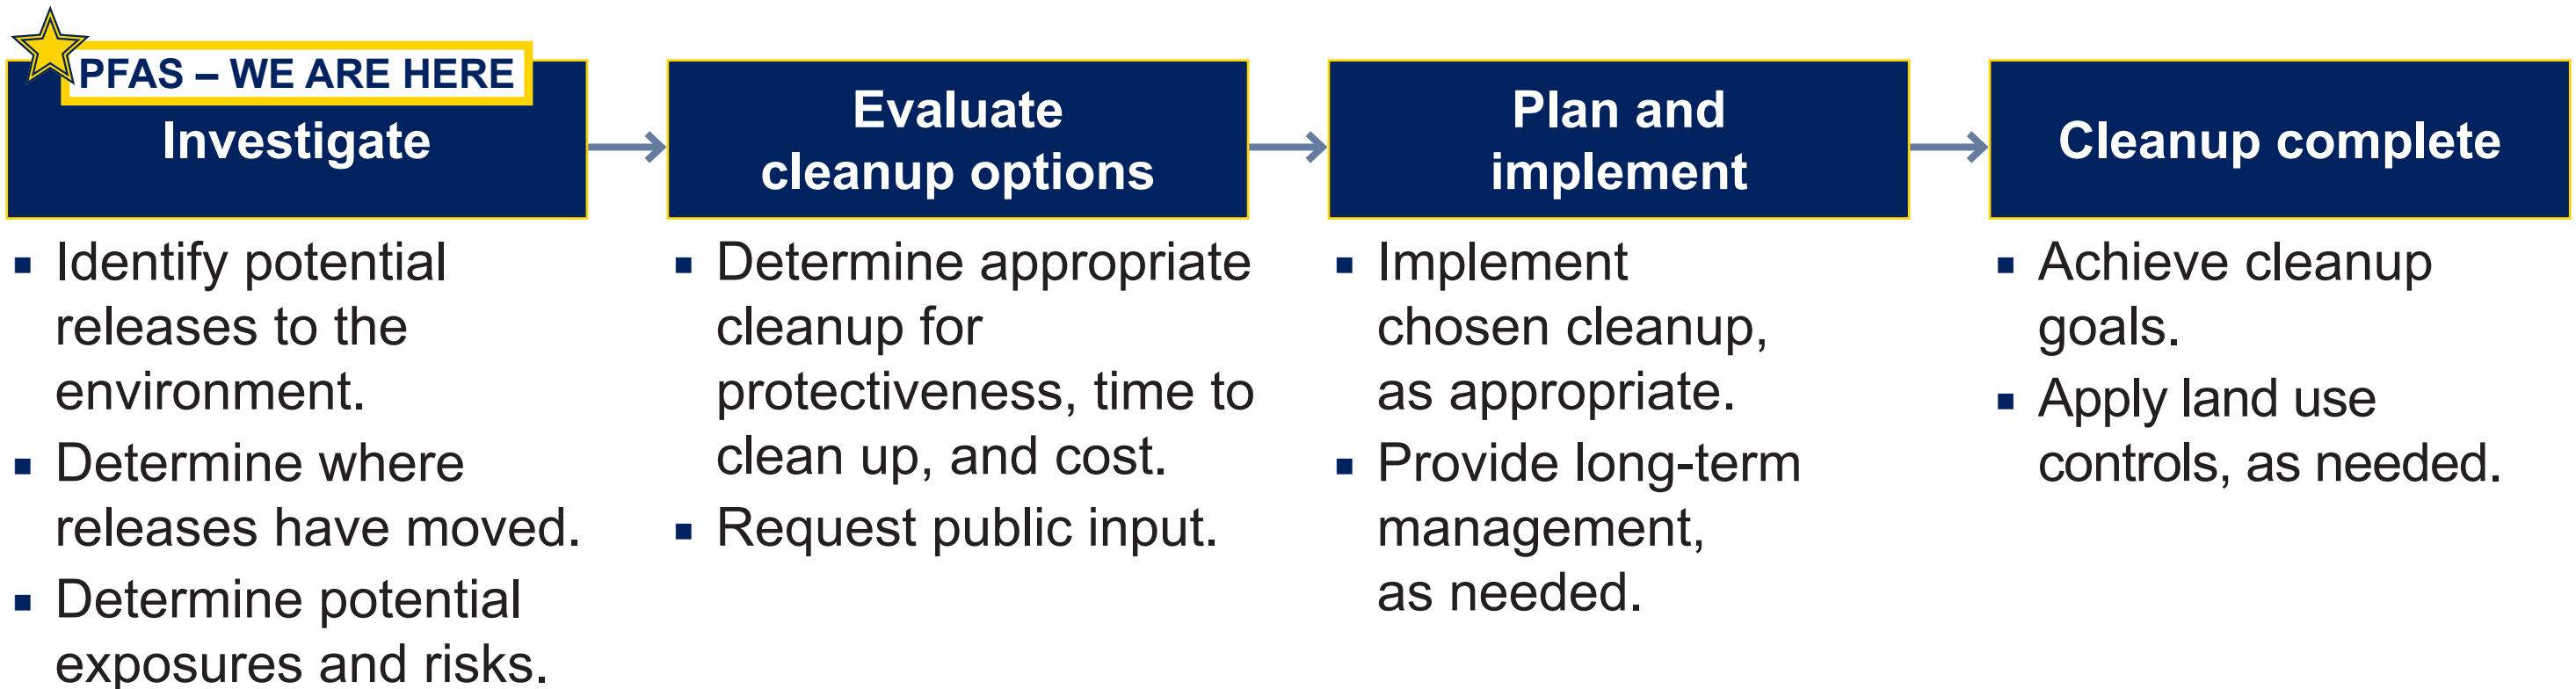 PFAS – WE ARE HERE
Investigate
▪ Identify potential
releases to the
environment.
▪ Determine where
releases have moved.
▪ Determine potential
exposures and risks.
Evaluate
cleanup options
▪ Determine appropriate
cleanup for
protectiveness, time to
clean up, and cost.
▪ Request public input.
Plan and
implement
▪ Implement
chosen cleanup,
as appropriate.
▪ Provide long-term
management,
as needed.
Cleanup complete
▪ Achieve cleanup
goals.
▪ Apply land use
controls, as needed.